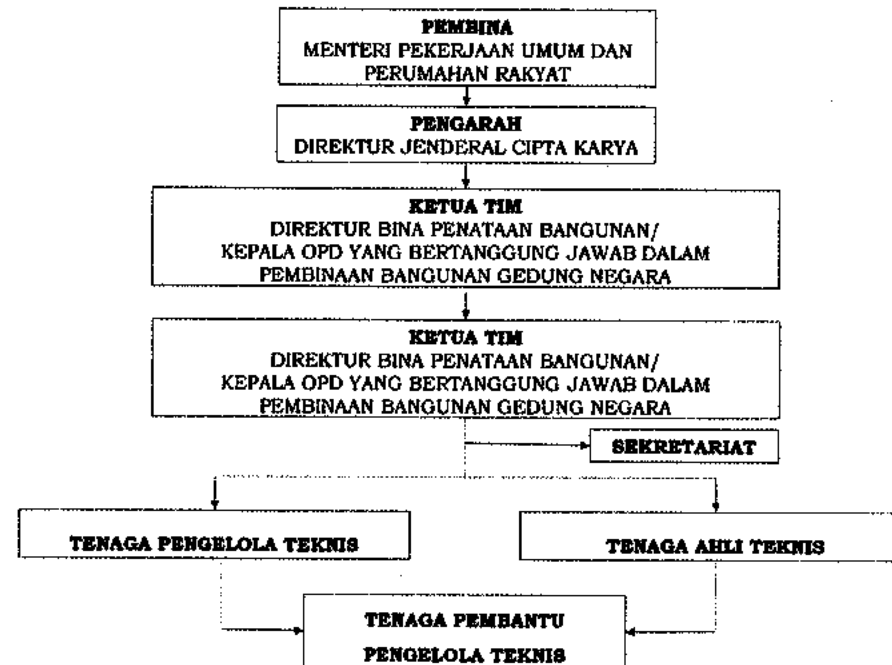 PEMBINA
MENTERI PEKERJAAN UMUM DAN
PERUMAHAN RAKYAT
PENGARAH
DIREKTUR JENDERAL CIPTA KARYA
KETUA TIM
DIREKTUR BINA PENATAAN BANGUNAN/
KEPALA OPD YANG BERTANGGUNG JAWAB DALAM
PEMBINAAN BANGUNAN GEDUNG NEGARA
KETUA TIM
DIREKTUR BINA PENATAAN BANGUNAN/
KEPALA OPD YANG BERTANGGUNG JAWAB DALAM
PEMBINAAN BANGUNAN GEDUNG NEGARA
SEKRETARIAT
TENAGA PENGELOLA TEKNIS
TENAGA AHLI TEKNIS
TENAGA PEMBANTU
PENGELOLA TEKNIS